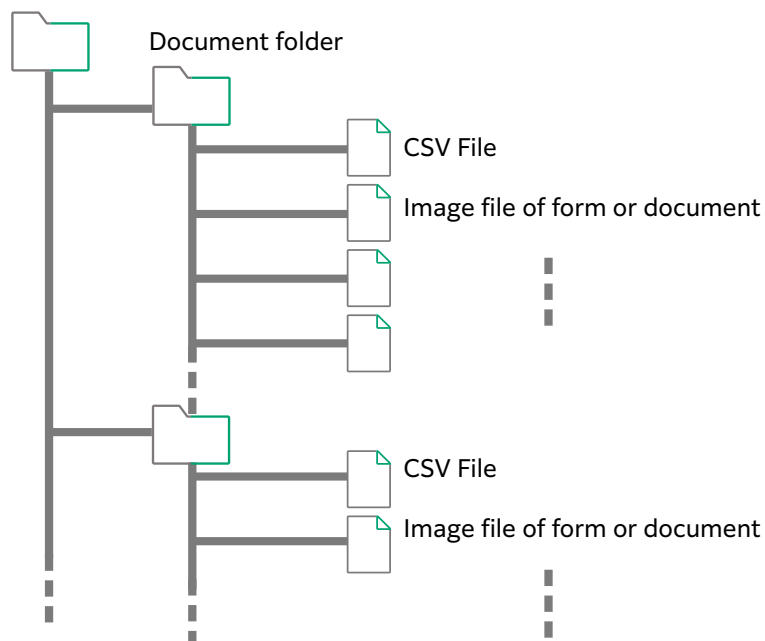 Document folder
CSV File
Image file of form or document
CSV File
Image file of form or document